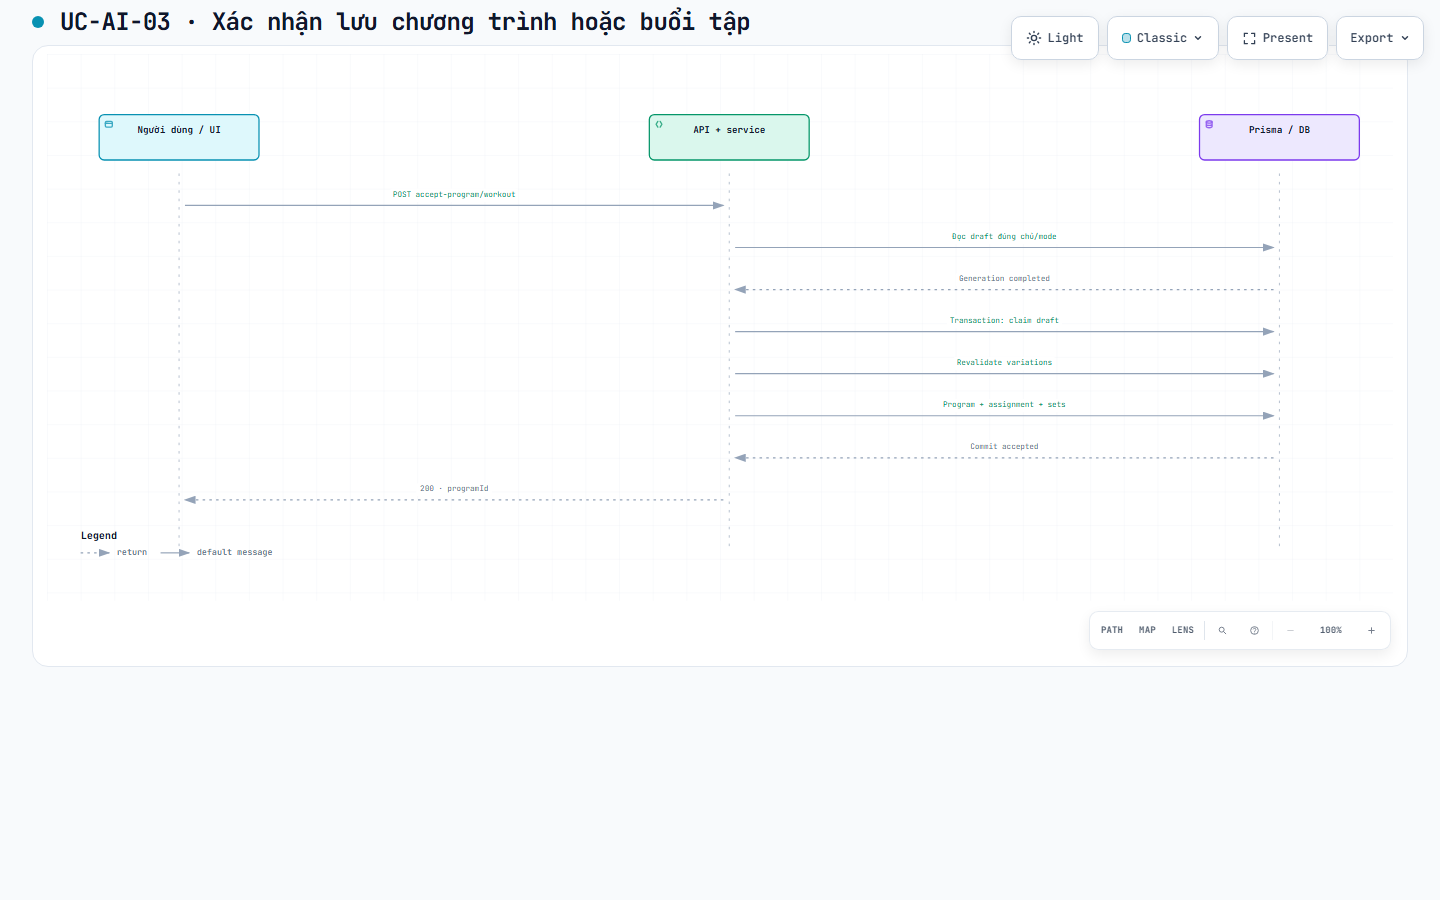 UC-AI-03 · Xác nhận lưu chương trình hoặc buổi tập
Light
Classic
Present
Export
Người dùng / UI
API + service
Prisma / DB
POST accept-program/workout
Đọc draft đúng chủ/mode
Generation completed
Transaction: claim draft
Revalidate variations
Program + assignment + sets
Commit accepted
200 · programId
Legend
return
default message
PATH
MAP
LENS
100%